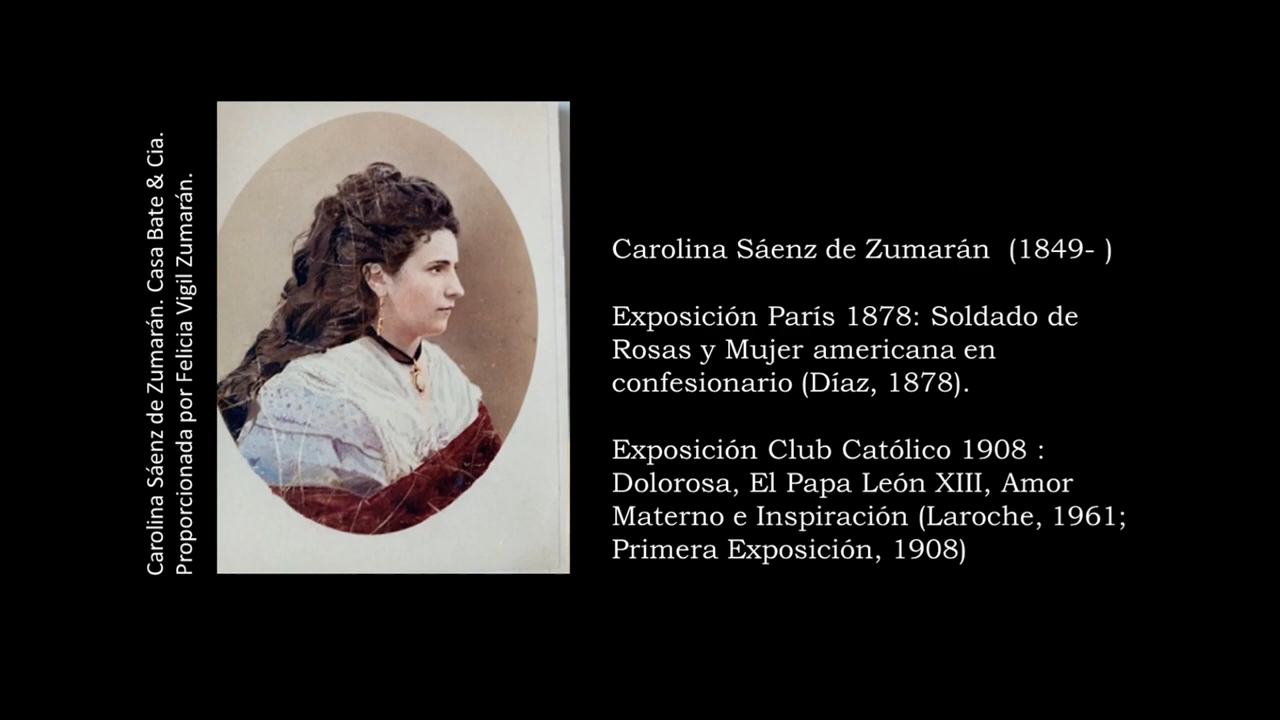 Carolina Sáenz de Zumarán. Casa Bate & Cia.
Proporcionada por Felicia Vigil Zumarán.
Carolina Sáenz de Zumarán (1849- )
Exposición París 1878: Soldado de
Rosas y Mujer americana en
confesionario (Díaz, 1878).
Exposición Club Católico 1908 :
Dolorosa, El Papa León XIII, Amor
Materno e Inspiración (Laroche, 1961;
Primera Exposición, 1908)